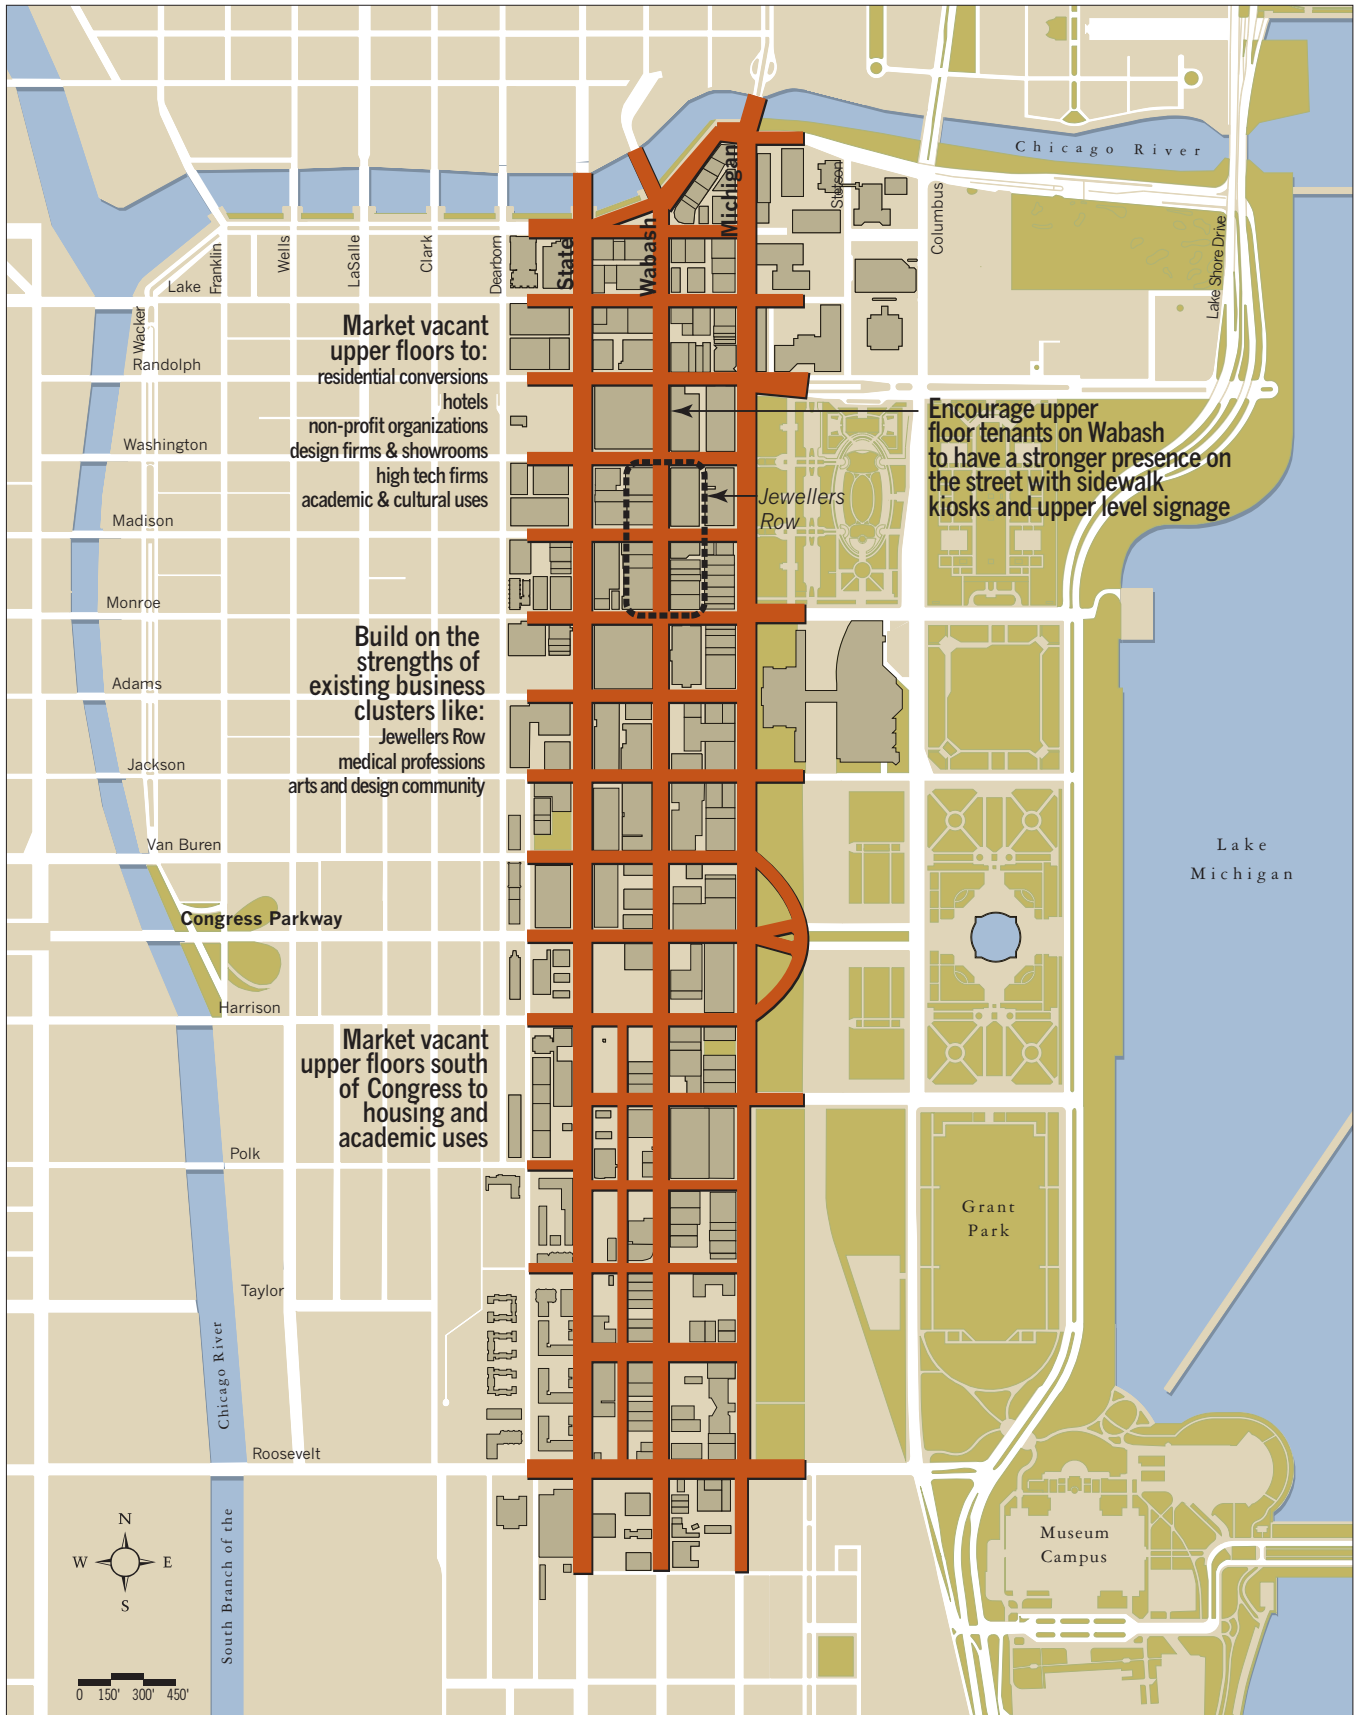 Chicago River
Michigan
Stetson
Columbus
Lake Shore Drive
State
Wabash
Dearborn
Clark
LaSalle
Wells
Franklin
Lake
Wacker
Randolph
Washington
Madison
Monroe
Adams
Jackson
Van Buren
Congress Parkway
Harrison
Polk
Taylor
Roosevelt
Market vacant
upper floors to:
residential conversions
hotels
non-profit organizations
design firms & showrooms
high tech firms
academic & cultural uses
Encourage upper
floor tenants on Wabash
to have a stronger presence on
the street with sidewalk
kiosks and upper level signage
Jewellers
Row
Build on the
strengths of
existing business
clusters like:
Jewellers Row
medical professions
arts and design community
Lake
Michigan
Market vacant
upper floors south
of Congress to
housing and
academic uses
Grant
Park
Museum
Campus
Chicago River
South Branch of the
N
W E
S
0 150' 300' 450'